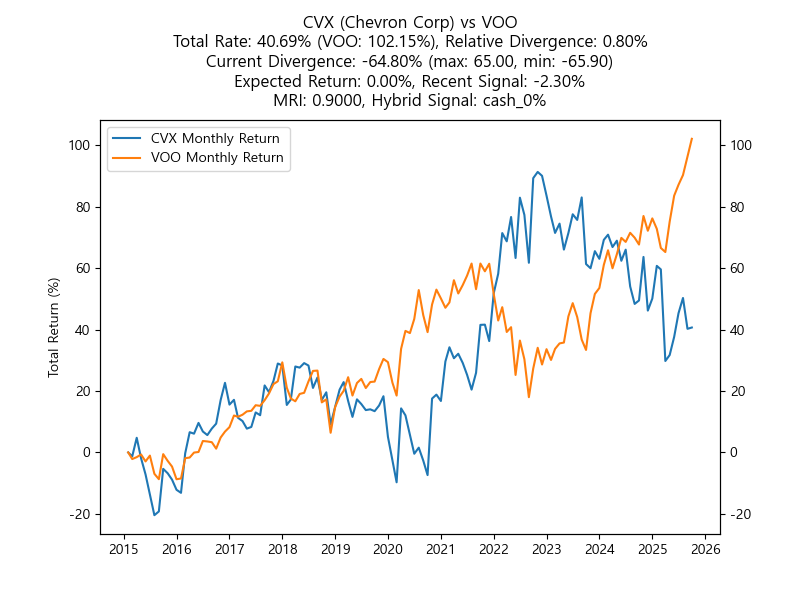 CVX (Chevron Corp) vs VOO
Total Rate: 40.69% (VOO: 102.15%), Relative Divergence: 0.80%
Current Divergence: -64.80% (max: 65.00, min: -65.90)
Expected Return: 0.00%, Recent Signal: -2.30%
MRI: 0.9000, Hybrid Signal: cash_0%
CVX Monthly Return
VOO Monthly Return
Total Return (%)
100
80
60
40
20
0
-20
100
80
60
40
20
0
-20
2015 2016 2017 2018 2019 2020 2021 2022 2023 2024 2025 2026